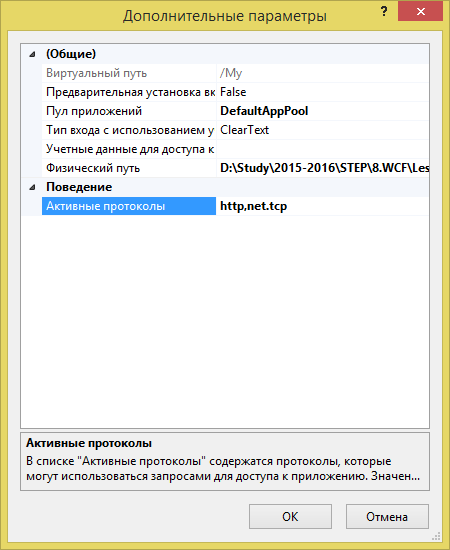 Дополнительные параметры
(Общие)
Виртуальный путь /My
Предварительная установка вк False
Пул приложений DefaultAppPool
Тип входа с использованием у ClearText
Учетные данные для доступа к
Физический путь D:\Study\2015-2016\STEP\8.WCF\Les
Поведение
Активные протоколы http,net.tcp
Активные протоколы
В списке "Активные протоколы" содержатся протоколы, которые
могут использоваться запросами для доступа к приложению. Значен...
ОК Отмена